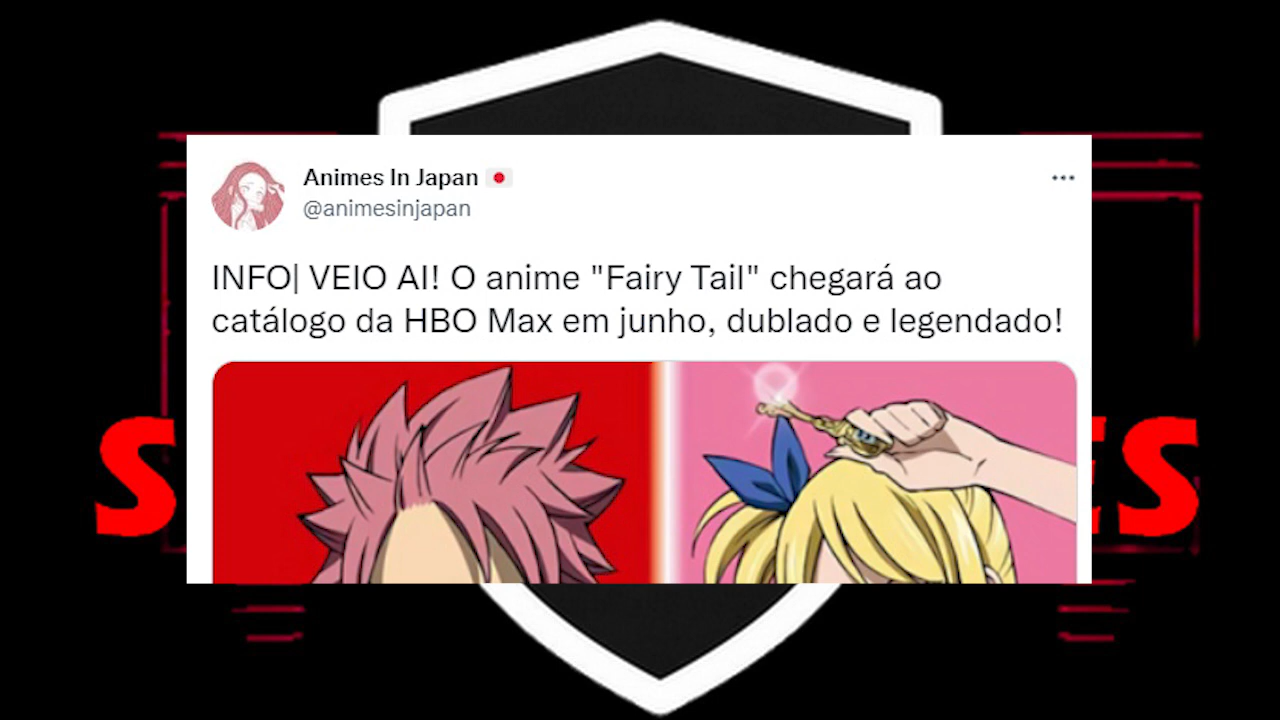 Animes In Japan
@animesinjapan
INFO| VEIO AI! O anime "Fairy Tail" chegará ao
catálogo da HBO Max em junho, dublado e legendado!
S ES